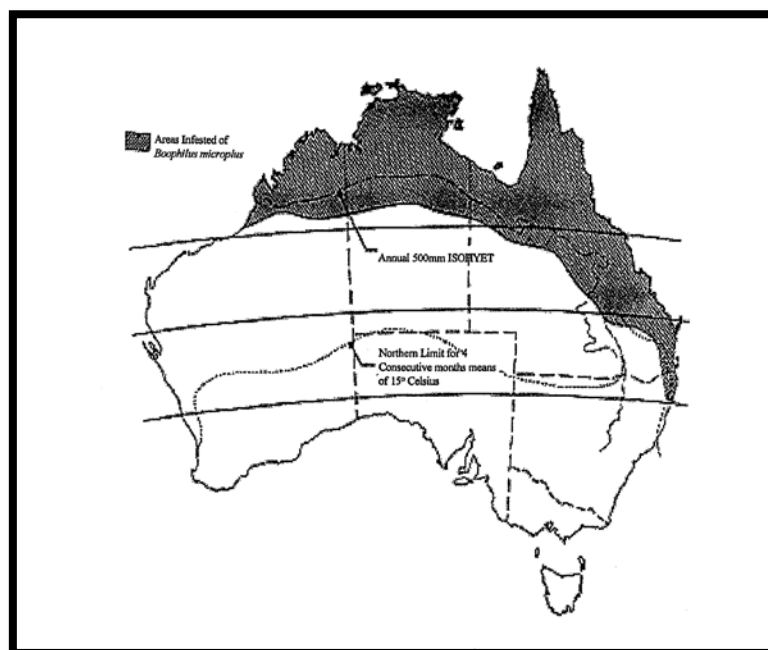 Areas Infested of
Boophilus microplus
Annual 500mm ISOHYET
Northern Limit for 4
Consecutive months means
of 15° Celsius